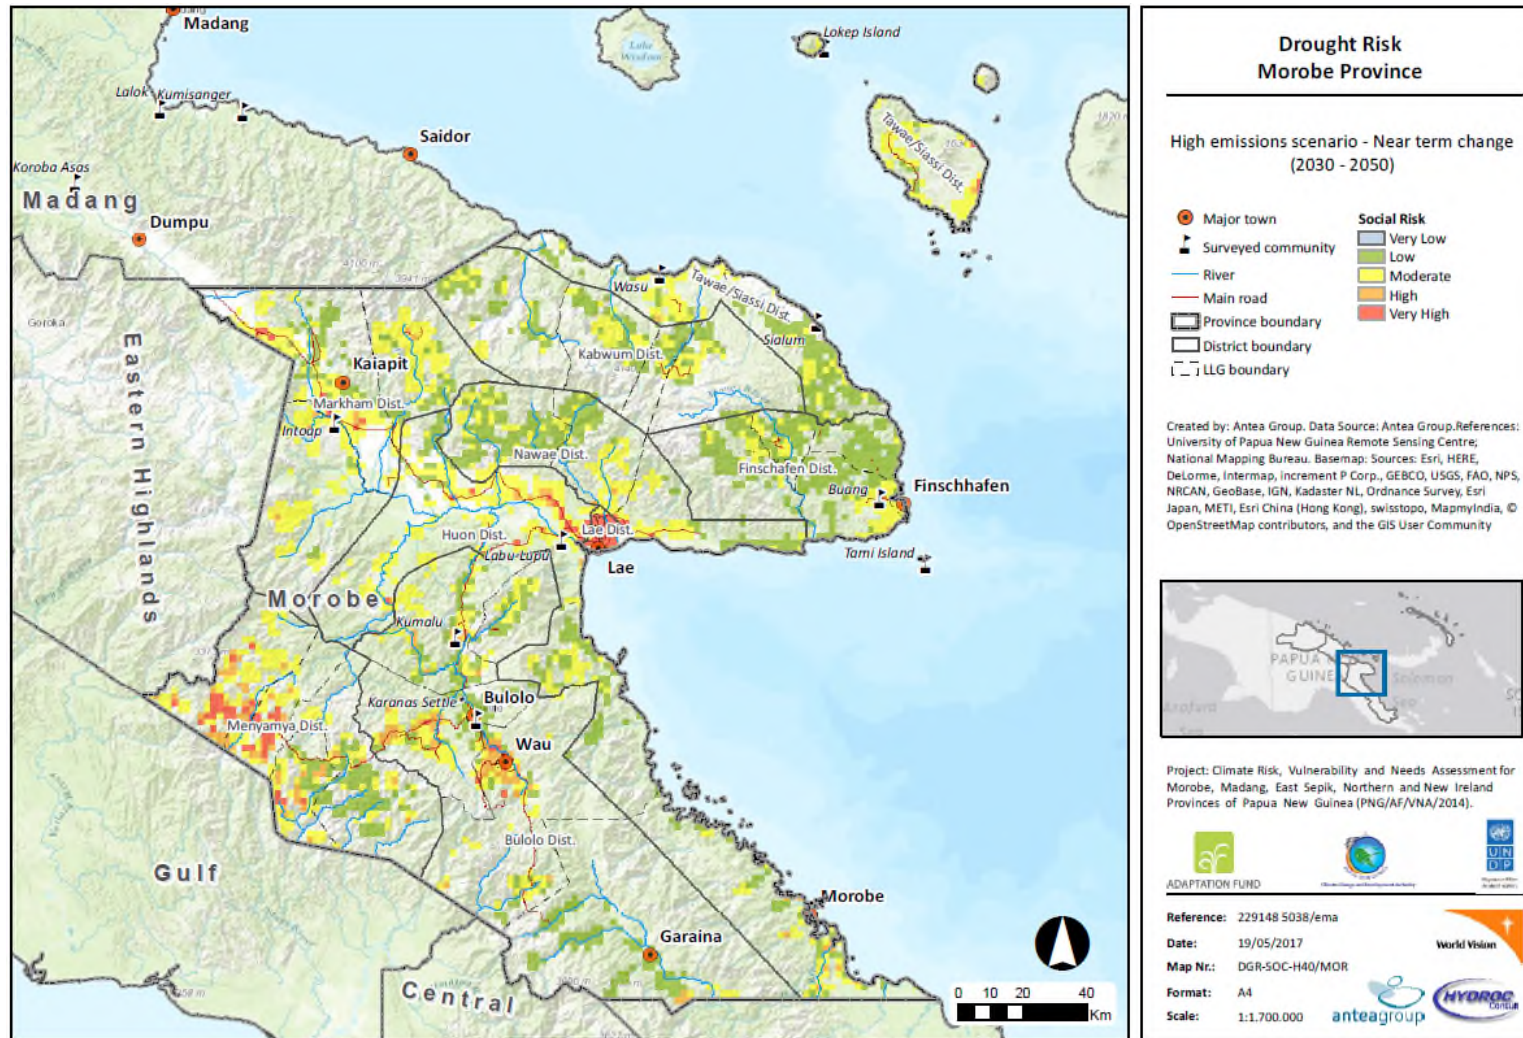 Madang
Lokep Island
Lalok
Kumisanger
Saidor
Tawae/Siassi Dist.
Koroba Asas
Madang
Dumpu
4100 m
3941 m
Wasu
Tawae/Siassi Dist.
Goroka
Sialum
Kabwum Dist.
Eastern Highlands
Kaiapit
Markham Dist.
Intoap
Nawae Dist.
Finschafen Dist.
Buang
Finschhafen
Lae Dist.
Huon Dist.
Labu Lupu
Lae
Tami Island
Morobe
Kumalu
Karanas Settle
Bulolo
Menyamya Dist.
Wau
Bulolo Dist.
Gulf
Morobe
Garaina
Central
0 10 20 40
Km
Drought Risk
Morobe Province
High emissions scenario - Near term change
(2030 - 2050)
Major town
Surveyed community
River
Main road
Province boundary
District boundary
LLG boundary
Social Risk
Very Low
Low
Moderate
High
Very High
Created by: Antea Group. Data Source: Antea Group.References:
University of Papua New Guinea Remote Sensing Centre;
National Mapping Bureau. Basemap: Sources: Esri, HERE,
DeLorme, Intermap, increment P Corp., GEBCO, USGS, FAO, NPS,
NRCAN, GeoBase, IGN, Kadaster NL, Ordnance Survey, Esri
Japan, METI, Esri China (Hong Kong), swisstopo, MapmyIndia, ©
OpenStreetMap contributors, and the GIS User Community
Solomon
Sea
Project: Climate Risk, Vulnerability and Needs Assessment for
Morobe, Madang, East Sepik, Northern and New Ireland
Provinces of Papua New Guinea (PNG/AF/VNA/2014).
af
ADAPTATION FUND
U N
D P
Reference: 229148 5038/ema
Date: 19/05/2017
Map Nr.: DGR-SOC-H40/MOR
Format: A4
Scale: 1:1.700.000
World Vision
anteagroup
HYDROC
Consult